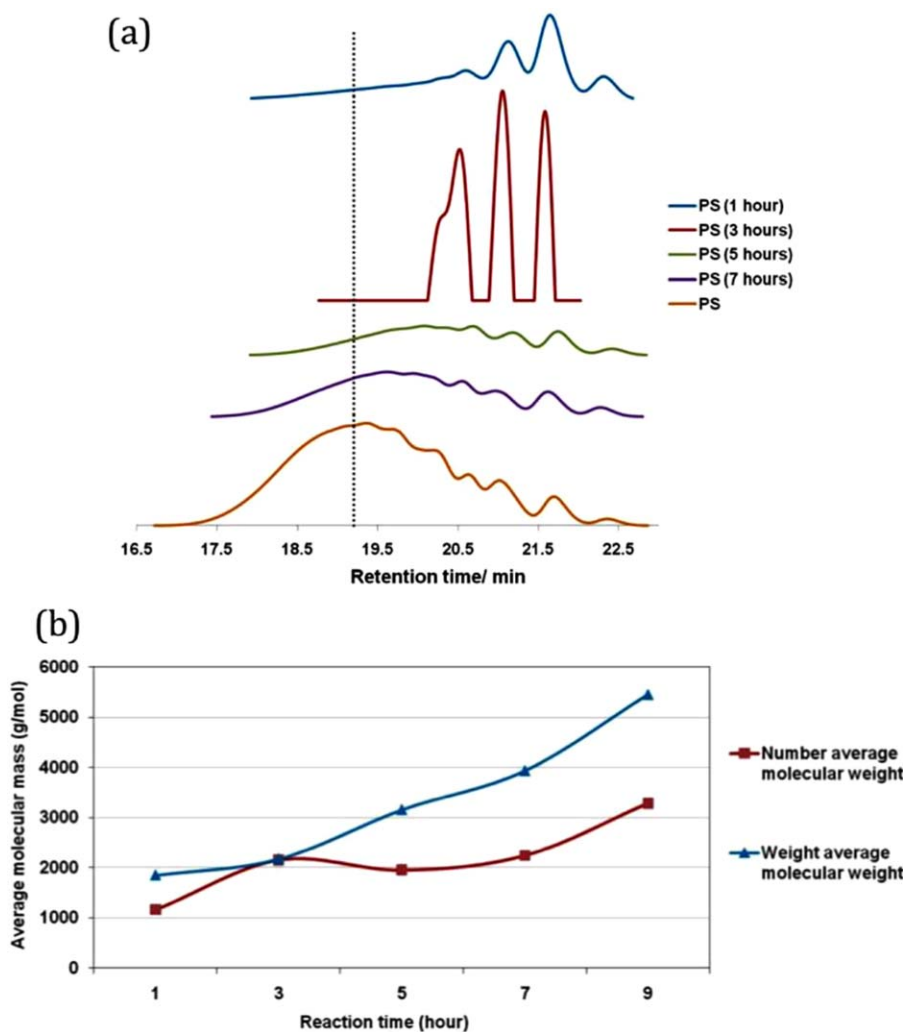 (a)
PS (1 hour)
PS (3 hours)
PS (5 hours)
PS (7 hours)
PS
16.5 17.5 18.5 19.5 20.5 21.5 22.5
Retention time/ min
(b)
Average molecular mass (g/mol)
6000
5000
4000
3000
2000
1000
0
1 3 5 7 9
Reaction time (hour)
Number average
molecular weight
Weight average
molecular weight